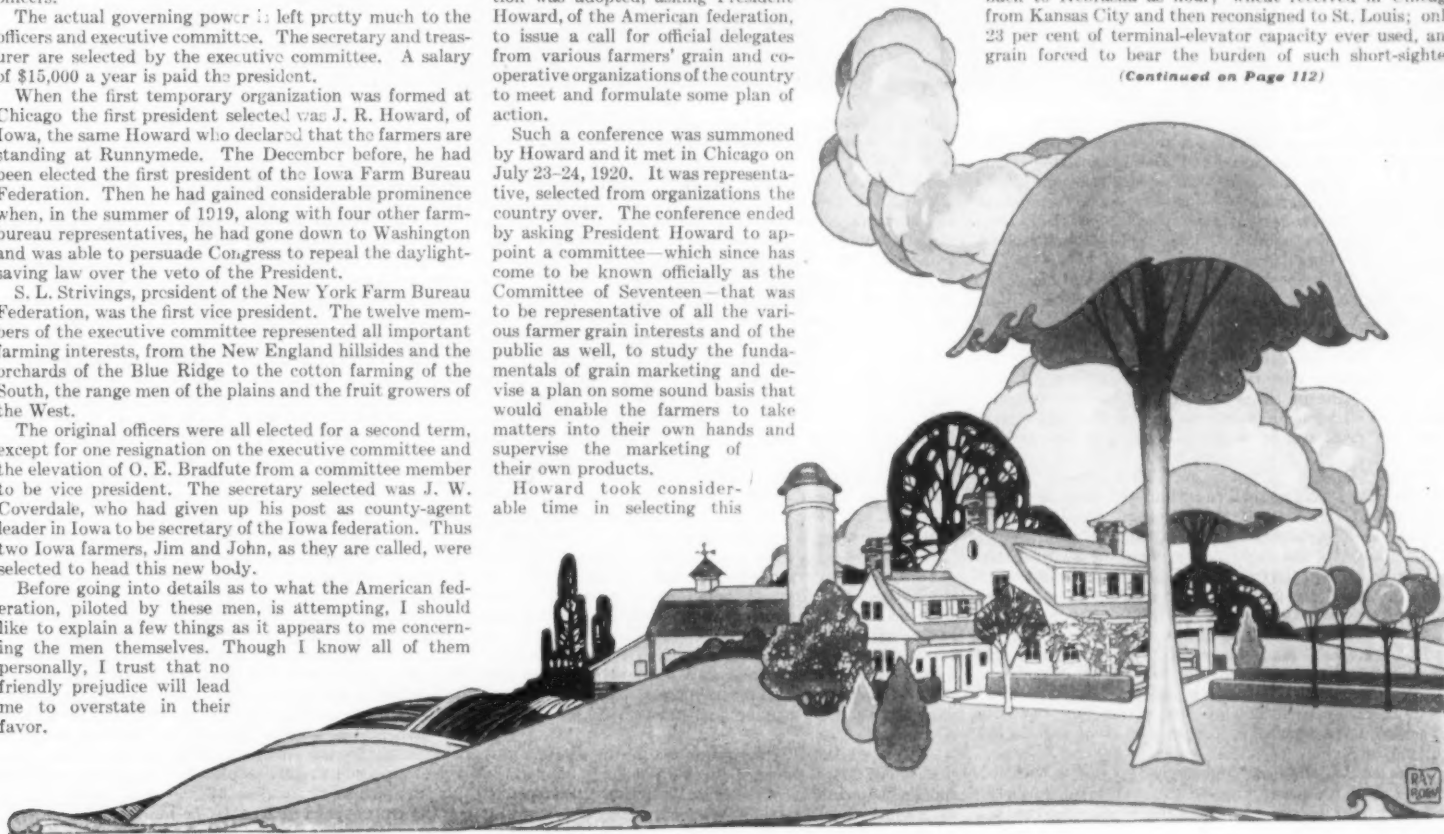 The actual governing power is left pretty much to the
officers and executive committee. The secretary and treas-
urer are selected by the executive committee. A salary
of $15,000 a year is paid the president.
When the first temporary organization was formed at
Chicago the first president selected was J. R. Howard, of
Iowa, the same Howard who declared that the farmers are
standing at Runnymede. The December before, he had
been elected the first president of the Iowa Farm Bureau
Federation. Then he had gained considerable prominence
when, in the summer of 1919, along with four other farm-
bureau representatives, he had gone down to Washington
and was able to persuade Congress to repeal the daylight-
saving law over the veto of the President.
S. L. Strivings, president of the New York Farm Bureau
Federation, was the first vice president. The twelve mem-
bers of the executive committee represented all important
farming interests, from the New England hillsides and the
orchards of the Blue Ridge to the cotton farming of the
South, the range men of the plains and the fruit growers of
the West.
The original officers were all elected for a second term,
except for one resignation on the executive committee and
the elevation of O. E. Bradfute from a committee member
to be vice president. The secretary selected was J. W.
Coverdale, who had given up his post as county-agent
leader in Iowa to be secretary of the Iowa federation. Thus
two Iowa farmers, Jim and John, as they are called, were
selected to head this new body.
Before going into details as to what the American fed-
eration, piloted by these men, is attempting, I should
like to explain a few things as it appears to me concern-
ing the men themselves. Though I know all of them
personally, I trust that no
friendly prejudice will lead
me to overstate in their
favor.
Howard, of the American federation,
to issue a call for official delegates
from various farmers' grain and co-
operative organizations of the country
to meet and formulate some plan of
action.
Such a conference was summoned
by Howard and it met in Chicago on
July 23-24, 1920. It was representa-
tive, selected from organizations the
country over. The conference ended
by asking President Howard to ap-
point a committee—which since has
come to be known officially as the
Committee of Seventeen—that was
to be representative of all the vari-
ous farmer grain interests and of the
public as well, to study the funda-
mentals of grain marketing and de-
vise a plan on some sound basis that
would enable the farmers to take
matters into their own hands and
supervise the marketing of
their own products.
Howard took consider-
able time in selecting this
from Kansas City and then reconsigned to St. Louis; onl
23 per cent of terminal-elevator capacity ever used, an
grain forced to bear the burden of such short-sighte
(Continued on Page 112)
RAY